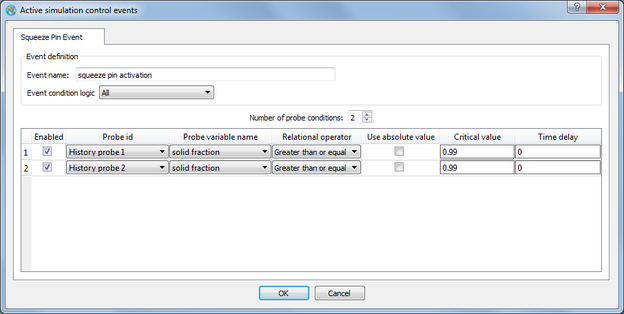 Active simulation control events
Squeeze Pin Event
Event definition
Event name: squeeze pin activation
Event condition logic All
Number of probe conditions: 2
Enabled Probe id Probe variable name Relational operator Use absolute value Critical value Time delay
1 History probe 1 solid fraction Greater than or equal 0.99 0
2 History probe 2 solid fraction Greater than or equal 0.99 0
OK Cancel